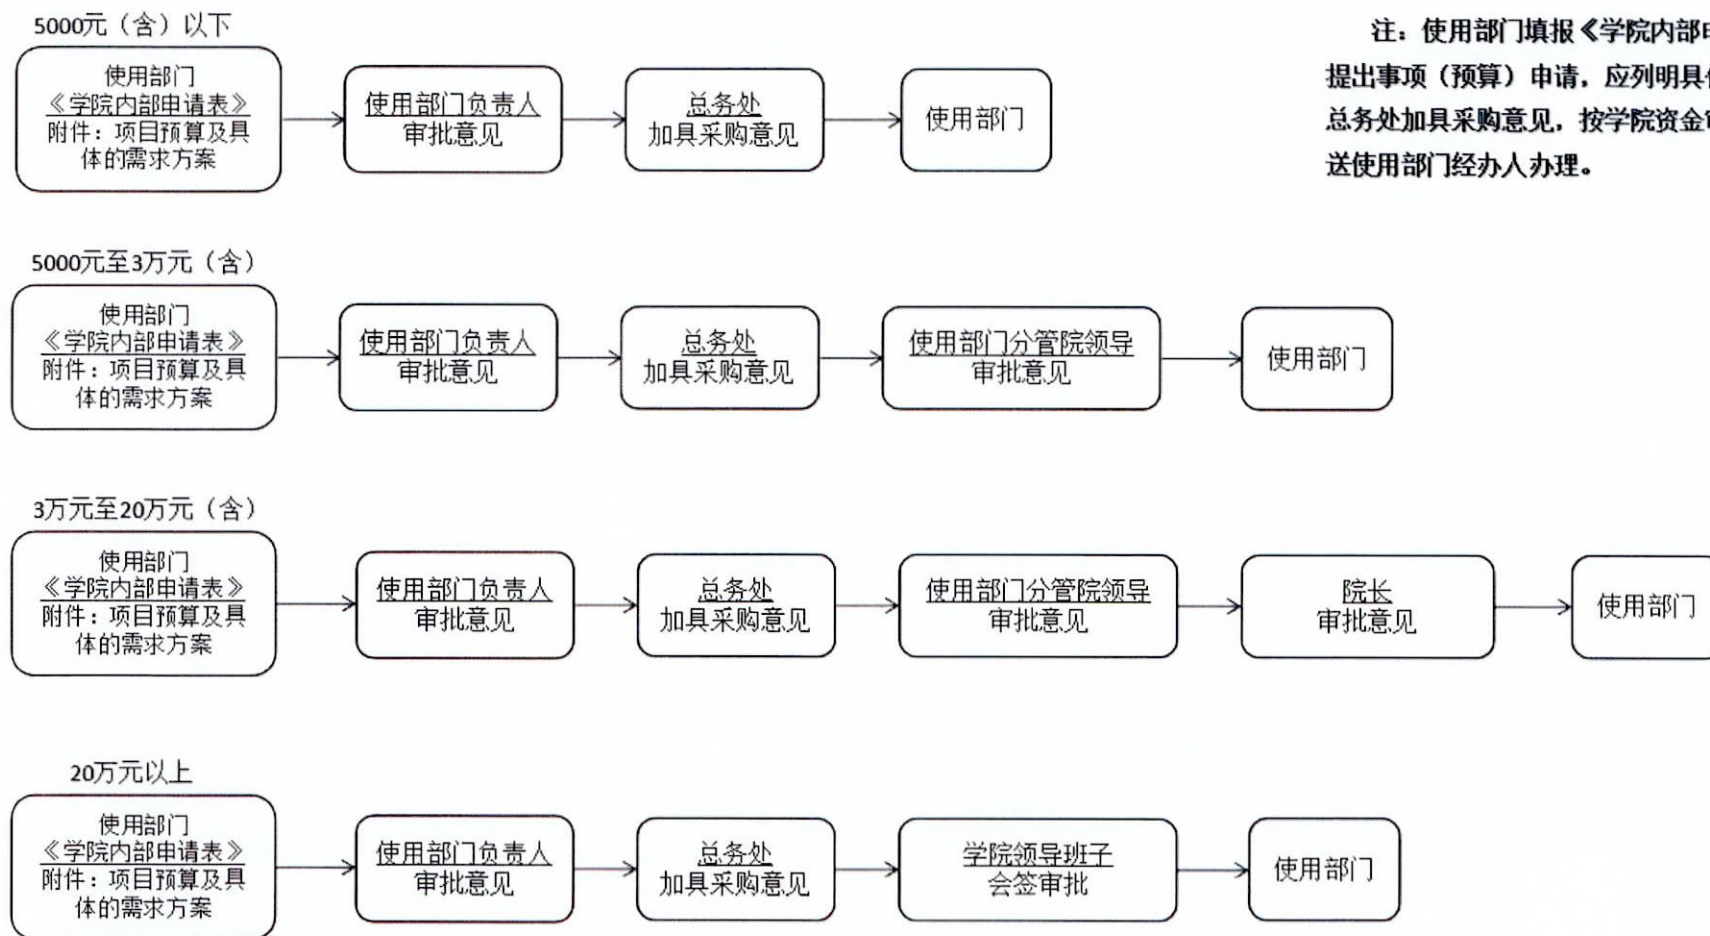 5000元（含）以下
使用部门
《学院内部申请表》
附件：项目预算及具
体的需求方案
使用部门负责人
审批意见
总务处
加具采购意见
使用部门
注：使用部门填报《学院内部
提出事项（预算）申请，应列明具
总务处加具采购意见，按学院资金
送使用部门经办人办理。
5000元至3万元（含）
使用部门
《学院内部申请表》
附件：项目预算及具
体的需求方案
使用部门负责人
审批意见
总务处
加具采购意见
使用部门分管院领导
审批意见
使用部门
3万元至20万元（含）
使用部门
《学院内部申请表》
附件：项目预算及具
体的需求方案
使用部门负责人
审批意见
总务处
加具采购意见
使用部门分管院领导
审批意见
院长
审批意见
使用部门
20万元以上
使用部门
《学院内部申请表》
附件：项目预算及具
体的需求方案
使用部门负责人
审批意见
总务处
加具采购意见
学院领导班子
会签审批
使用部门